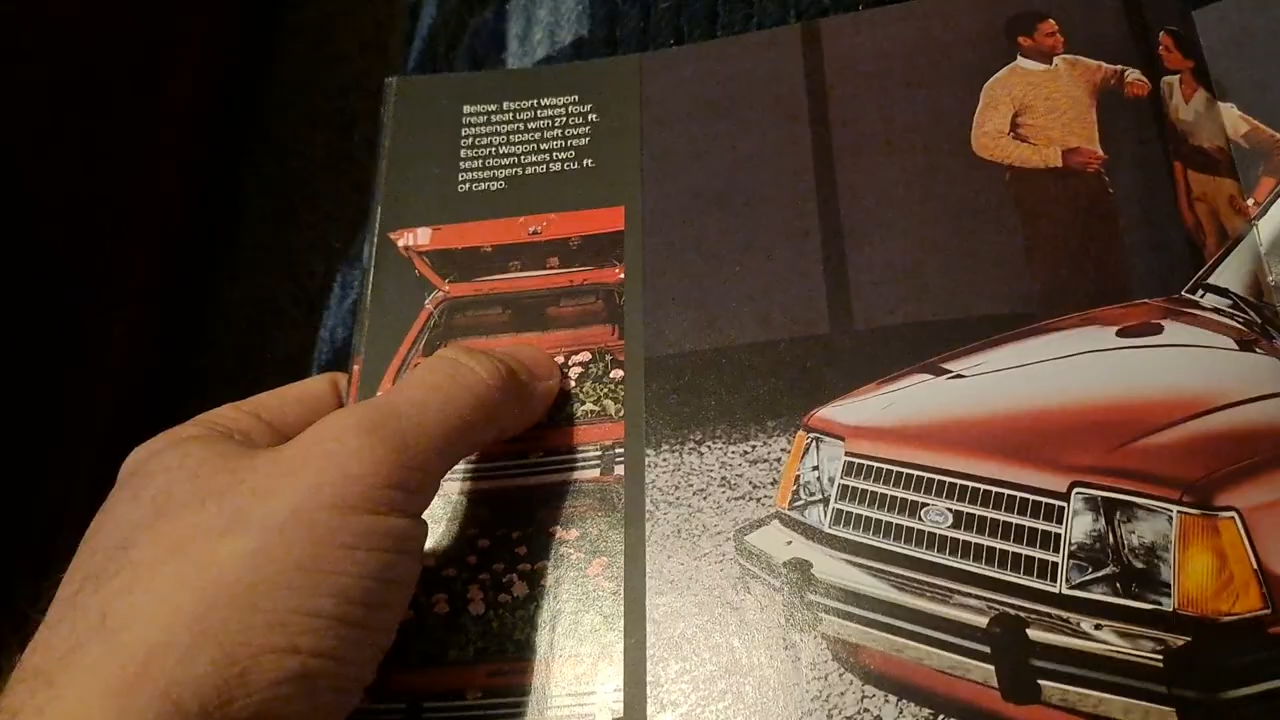 Below: Escort Wagon
(rear seat up) takes four
passengers with 27 cu. ft.
of cargo space left over.
Escort Wagon with rear
seat down takes two
passengers and 58 cu. ft.
of cargo.
Ford